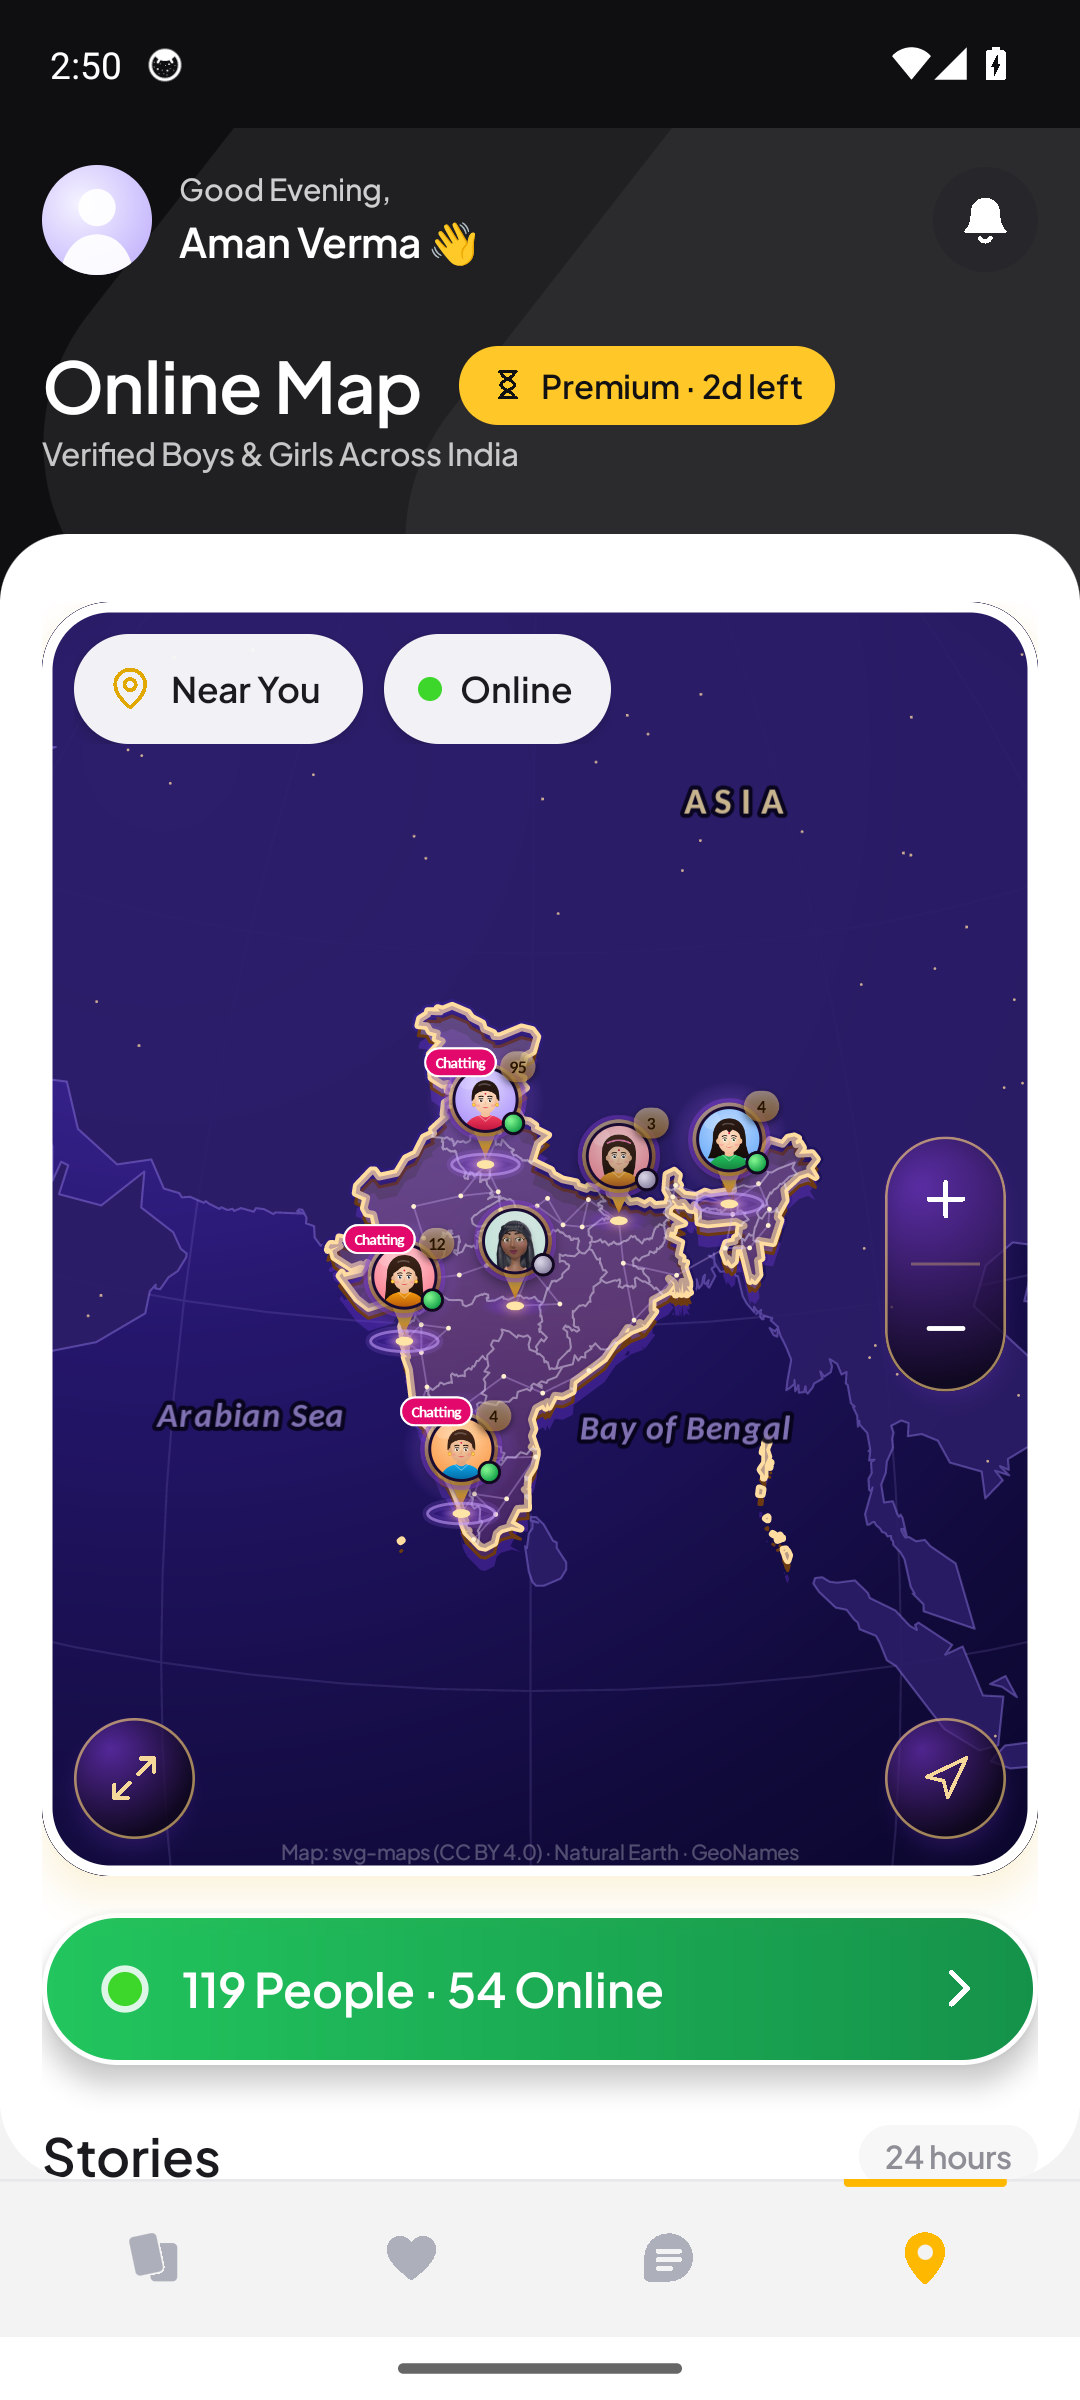 2:50
Good Evening,
Aman Verma 👋
Online Map
Premium · 2d left
Verified Boys & Girls Across India
Near You
Online
ASIA
Chatting
95
4
3
Chatting
12
Chatting
4
Arabian Sea
Bay of Bengal
Map: svg-maps (CC BY 4.0) · Natural Earth · GeoNames
119 People · 54 Online
Stories
24 hours